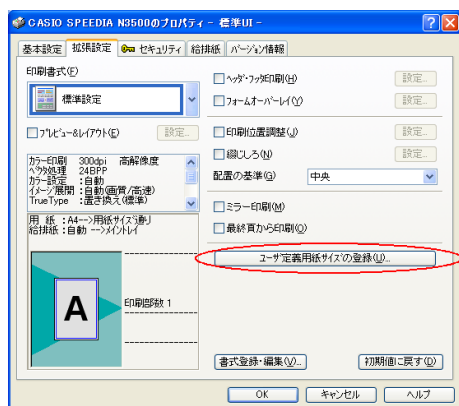 CASIO SPEEDIA N3500のプロパティ - 標準UI -
基本設定 拡張設定 セキュリティ 給排紙 バージョン情報
印刷書式(F)
標準設定
プレビュー&レイアウト(E) 設定...
カラー印刷 300dpi 高解像度
ベタ処理 24BPP
カラー設定 :自動
イメージ展開 :自動(画質/高速)
TrueType :置き換え(標準)
用 紙 :A4-->用紙サイズ通り
給排紙 :自動 -->メイントレイ
A
印刷部数 1
ヘッダ・フッタ印刷(H) 設定...
フォームオーバーレイ(Y) 設定...
印刷位置調整(J) 設定...
綴じしろ(N) 設定...
配置の基準(G) 中央
ミラー印刷(M)
最終頁から印刷(O)
ユーザ定義用紙サイズの登録(U)...
書式登録・編集(V)... 初期値に戻す(D)
OK キャンセル ヘルプ